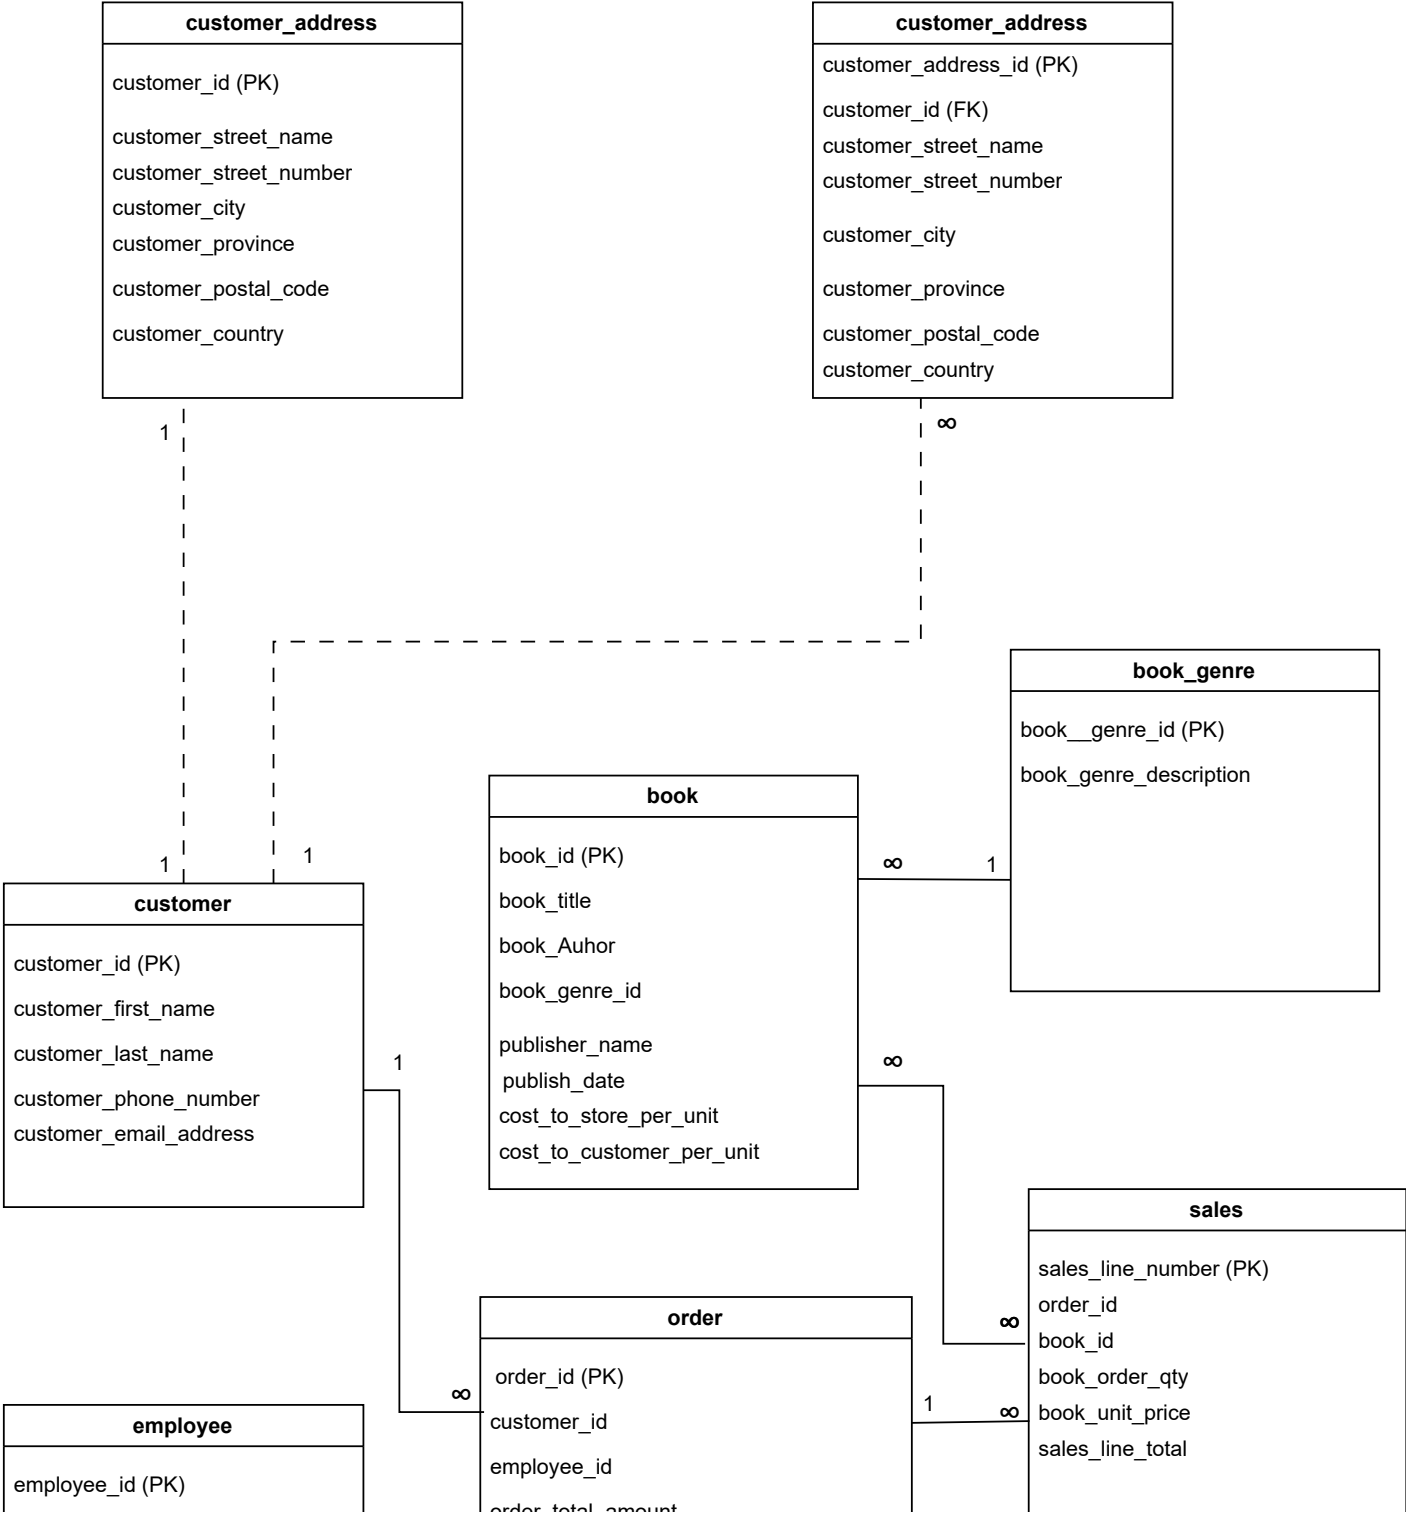 customer_address
customer_id (PK)
customer_street_name
customer_street_number
customer_city
customer_province
customer_postal_code
customer_country
1
customer_address
customer_address_id (PK)
customer_id (FK)
customer_street_name
customer_street_number
customer_city
customer_province
customer_postal_code
customer_country
∞
book_genre
book__genre_id (PK)
book_genre_description
book
book_id (PK)
book_title
book_Auhor
book_genre_id
publisher_name
publish_date
cost_to_store_per_unit
cost_to_customer_per_unit
∞
1
∞
1
1
customer
customer_id (PK)
customer_first_name
customer_last_name
customer_phone_number
customer_email_address
1
sales
sales_line_number (PK)
order_id
book_id
book_order_qty
book_unit_price
sales_line_total
∞
∞
1
order
order_id (PK)
customer_id
employee_id
order_total_amount
∞
employee
employee_id (PK)